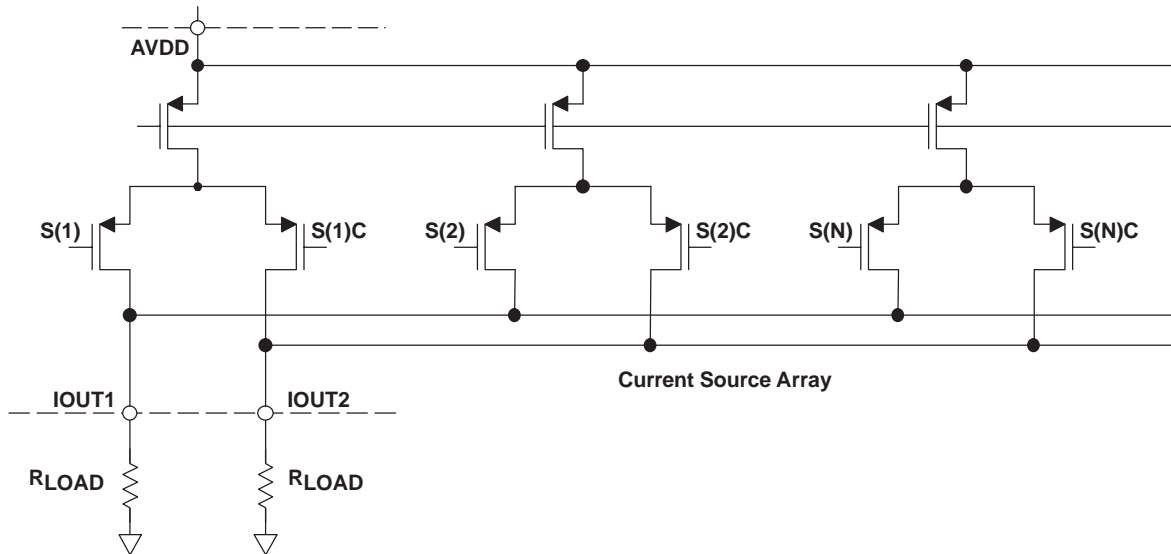 AVDD
S(1)
S(1)C
S(2)
S(2)C
S(N)
S(N)C
Current Source Array
IOUT1
IOUT2
RLOAD
RLOAD